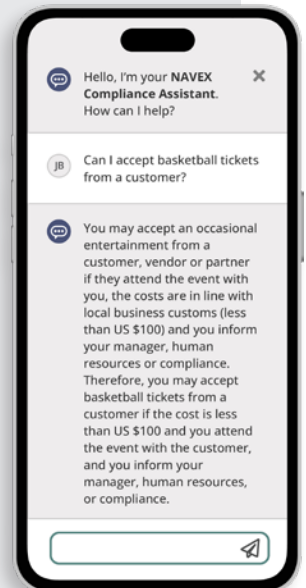 Hello, I'm your NAVEX
Compliance Assistant.
How can I help?
JB
Can I accept basketball tickets
from a customer?
You may accept an occasional
entertainment from a
customer, vendor or partner
if they attend the event with
you, the costs are in line with
local business customs (less
than US $100) and you inform
your manager, human
resources or compliance.
Therefore, you may accept
basketball tickets from a
customer if the cost is less
than US $100 and you attend
the event with the customer,
and you inform your
manager, human resources,
or compliance.